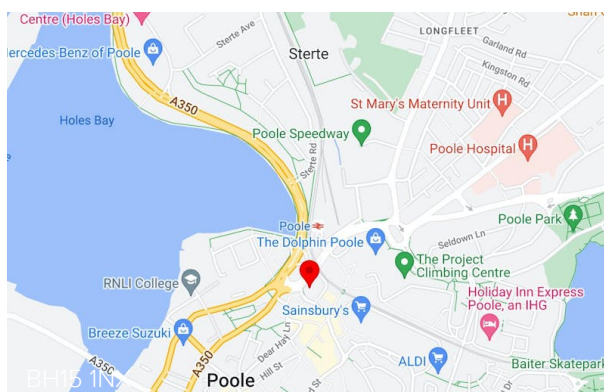 Centre (Holes Bay)
Sterte Ave
LONGFLEET
Mercedes Benz of Poole
Sterte
Garland Rd
Kingston Rd
A350
St Mary's Maternity Unit
H
Holes Bay
Poole Speedway
Poole Hospital
H
Sterte Rd
Poole Park
Poole
Seldown Ln
The Dolphin Poole
The Project
Climbing Centre
RNLI College
Sainsbury's
Holiday Inn Express
Poole, an IHG
Breeze Suzuki
Dear Hay Ln
A350
A350
Hill St
ALDI
Baiter Skatepark
Poole
BH15 1NX